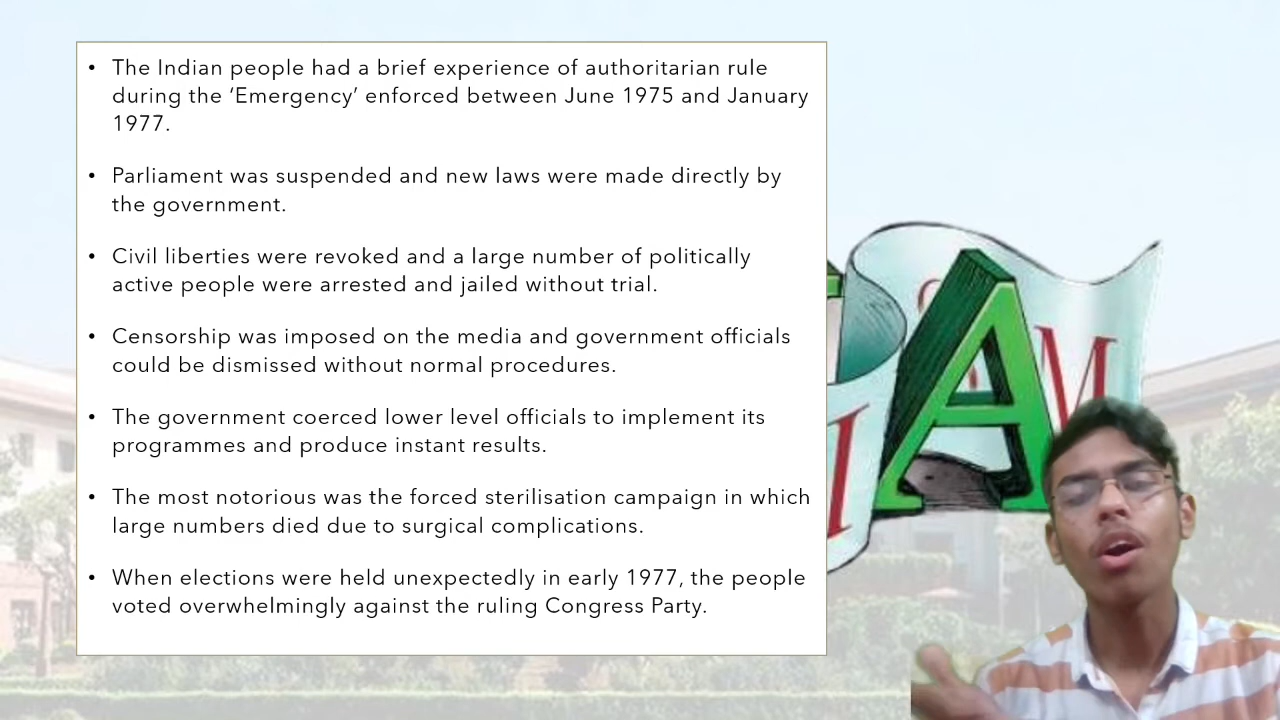 • The Indian people had a brief experience of authoritarian rule
during the ‘Emergency’ enforced between June 1975 and January
1977.
• Parliament was suspended and new laws were made directly by
the government.
• Civil liberties were revoked and a large number of politically
active people were arrested and jailed without trial.
• Censorship was imposed on the media and government officials
could be dismissed without normal procedures.
• The government coerced lower level officials to implement its
programmes and produce instant results.
• The most notorious was the forced sterilisation campaign in which
large numbers died due to surgical complications.
• When elections were held unexpectedly in early 1977, the people
voted overwhelmingly against the ruling Congress Party.
A
M